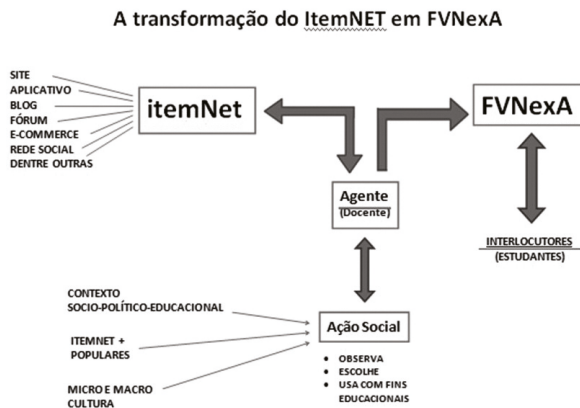 A transformação do ItemNET em FVNexA
SITE
APLICATIVO
BLOG
FÓRUM
E-COMMERCE
REDE SOCIAL
DENTRE OUTRAS
itemNet
FVNexA
Agente
(Docente)
INTERLOCUTORES
(ESTUDANTES)
CONTEXTO
SOCIO-POLÍTICO-EDUCACIONAL
ITEMNET +
POPULARES
MICRO E MACRO
CULTURA
Ação Social
• OBSERVA
• ESCOLHE
• USA COM FINS
EDUCACIONAIS